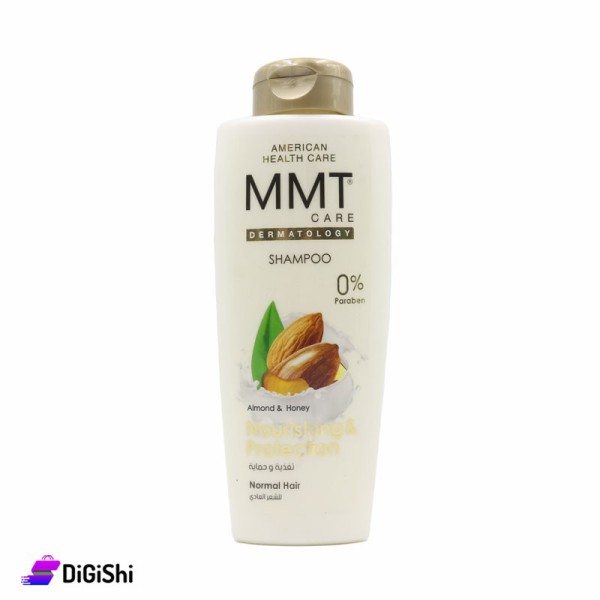 AMERICAN
HEALTH CARE
MMT®
CARE
DERMATOLOGY
SHAMPOO
0%
Paraben
Almond & Honey
Nourishing &
Protection
تغذية و حماية
Normal Hair
الشعر العادي
DiGiShi